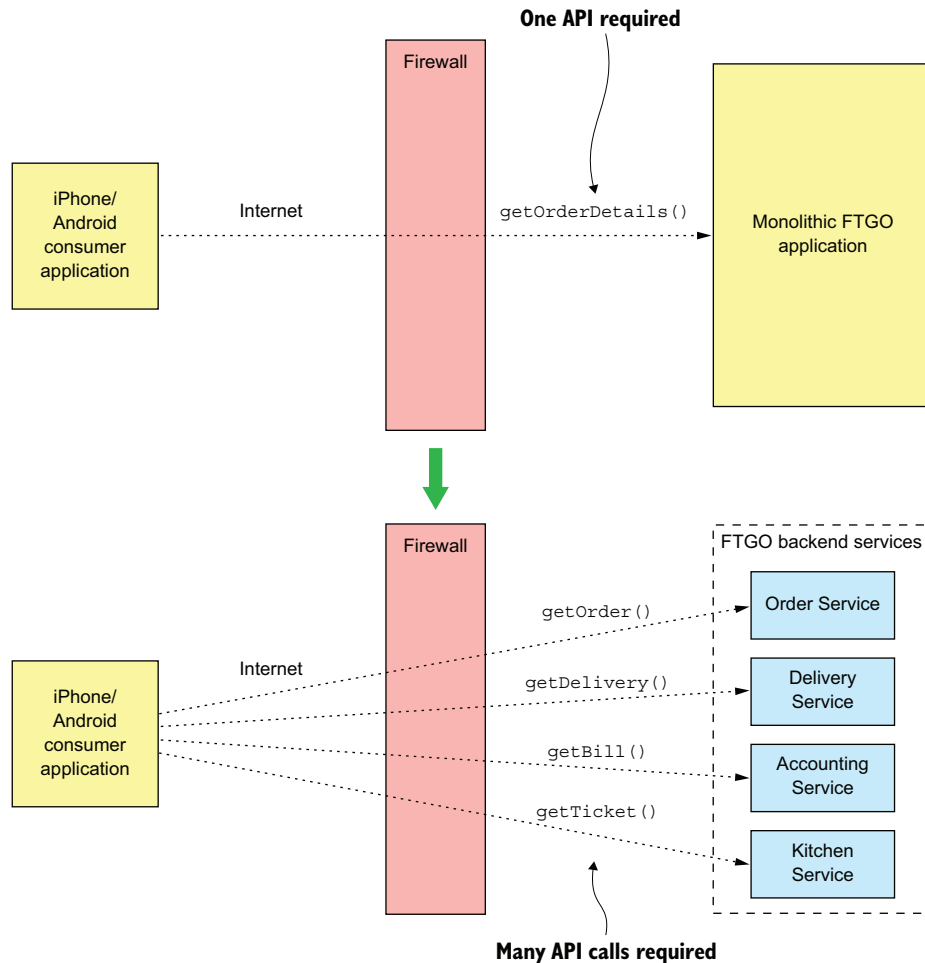 One API required
Firewall
iPhone/
Android
consumer
application
Internet
getOrderDetails()
Monolithic FTGO
application
Firewall
FTGO backend services
Order Service
getOrder()
Internet
iPhone/
Android
consumer
application
getDelivery()
Delivery
Service
getBill()
Accounting
Service
getTicket()
Kitchen
Service
Many API calls required